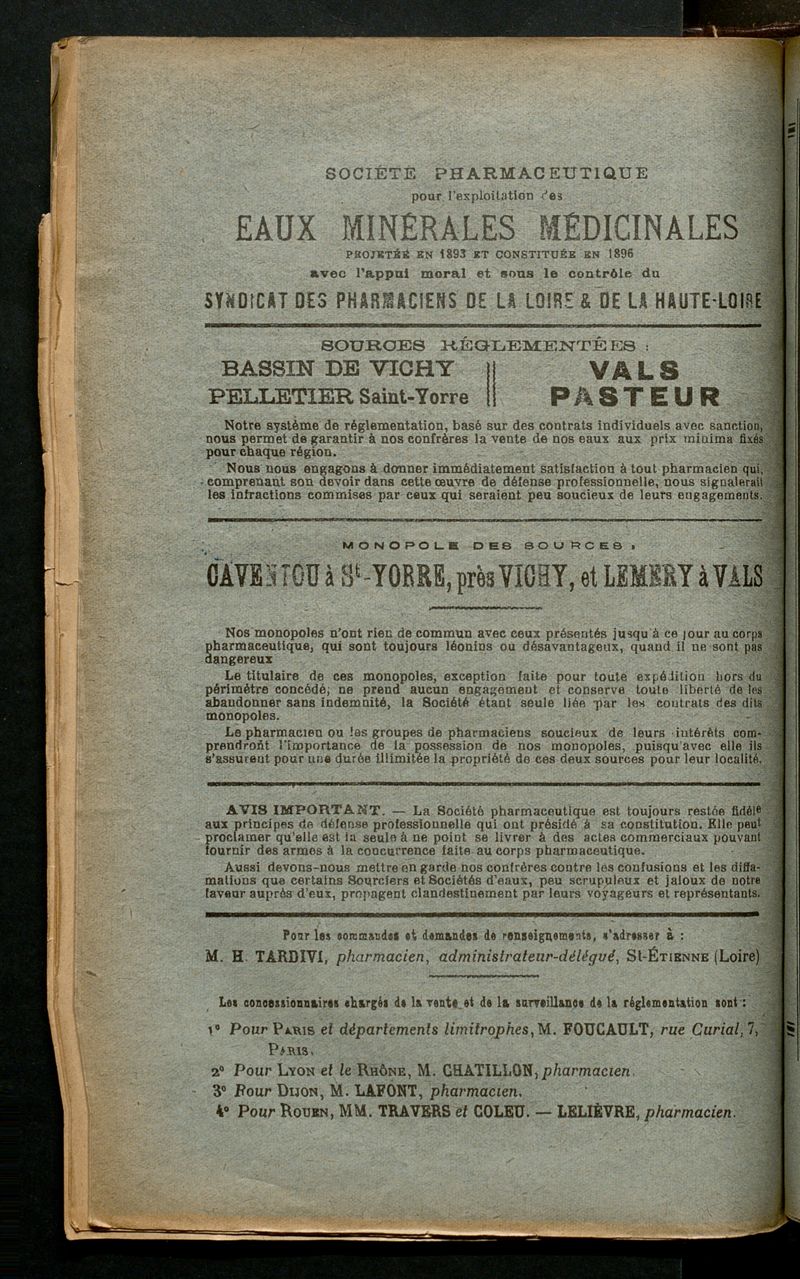 SOCIÉTÉ PHARMACEUTIQUE
pour l'exploitation des
EAUX MINÉRALES MÉDICINALES
PROJETÉE EN 1893 ET CONSTITUÉE EN 1896
avec l'appui moral et sous le contrôle du
SYNDICAT DES PHARMACIENS DE LA LOIRE & DE LA HAUTE-LOIRE
SOURCES RÉGLEMENTÉES :
BASSIN DE VICHY
PELLETIER Saint-Yorre
VALS
PASTEUR
Notre système de réglementation, basé sur des contrats individuels avec sanction,
nous permet de garantir à nos confrères la vente de nos eaux aux prix minima fixés
pour chaque région.
Nous nous engageons à donner immédiatement satisfaction à tout pharmacien qui,
comprenant son devoir dans cette œuvre de défense professionnelle, nous signalerait
les infractions commises par ceux qui seraient peu soucieux de leurs engagements.
MONOPOLE DES SOURCES
CAVENTOU à St-YORRE, près VICHY, et LEMERY à VALS
Nos monopoles n'ont rien de commun avec ceux présentés jusqu'à ce jour au corps
pharmaceutique, qui sont toujours léonins ou désavantageux, quand il ne sont pas
dangereux
Le titulaire de ces monopoles, exception faite pour toute expédition hors du
périmètre concédé, ne prend aucun engagement et conserve toute liberté de les
abandonner sans indemnité, la Société étant seule liée par les contrats des dits
monopoles.
Le pharmacien ou les groupes de pharmaciens soucieux de leurs intérêts com-
prendront l'importance de la possession de nos monopoles, puisqu'avec elle ils
s'assurent pour une durée illimitée la propriété de ces deux sources pour leur localité.
AVIS IMPORTANT. — La Société pharmaceutique est toujours restée fidèle
aux principes de défense professionnelle qui ont présidé à sa constitution. Elle peut
proclamer qu'elle est la seule à ne point se livrer à des actes commerciaux pouvant
fournir des armes à la concurrence faite au corps pharmaceutique.
Aussi devons-nous mettre en garde nos confrères contre les confusions et les diffa-
mations que certains Sourciers et Sociétés d'eaux, peu scrupuleux et jaloux de notre
faveur auprès d'eux, propagent clandestinement par leurs voyageurs et représentants.
Pour les commandes et demandes de renseignements, s'adresser à :
M. H. TARDIVI, pharmacien, administrateur-délégué, St-ÉTIENNE (Loire)
Les concessionnaires chargés de la vente et de la surveillance de la réglementation sont :
1° Pour PARIS et départements limitrophes, M. FOUCAULT, rue Curial, 7,
PARIS.
2° Pour LYON et le RHÔNE, M. CHATILLON, pharmacien.
3° Pour DIJON, M. LAFONT, pharmacien.
4° Pour ROUEN, MM. TRAVERS et COLEU. — LELIÈVRE, pharmacien.